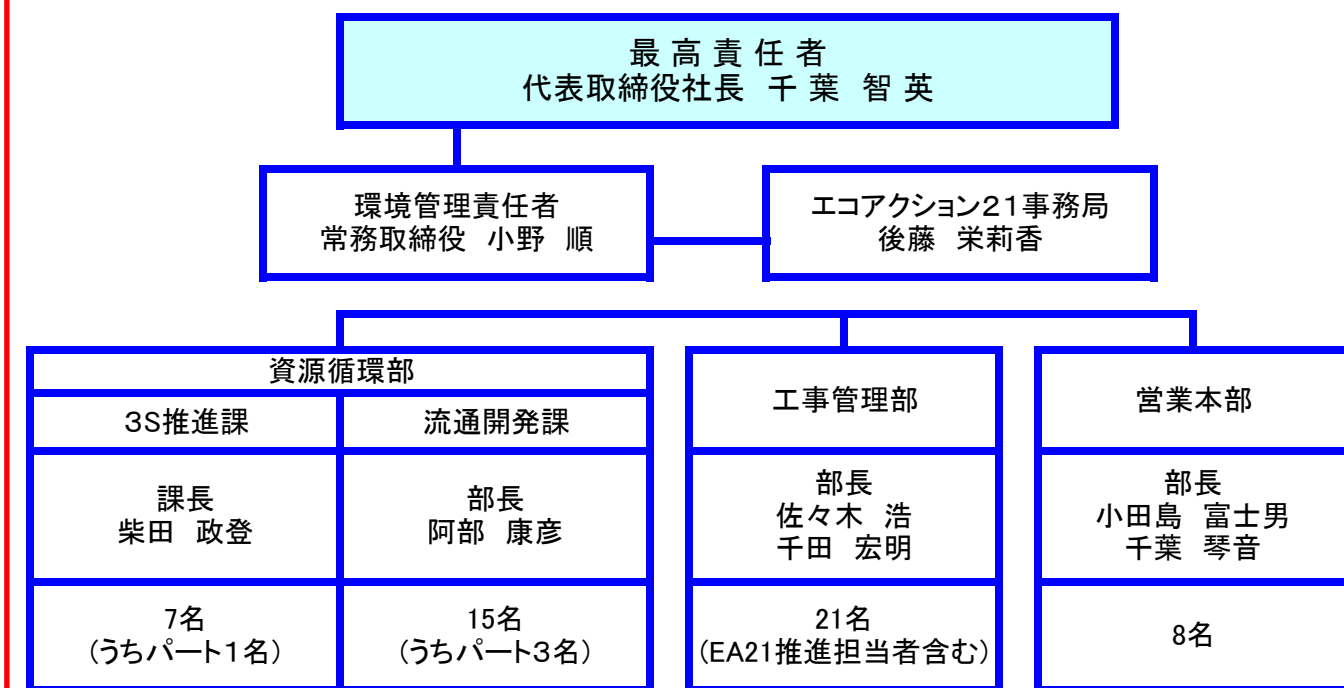 最 高 責 任 者
代表取締役社長 千 葉 智 英
環境管理責任者
常務取締役 小野 順
エコアクション21事務局
後藤 栄莉香
資源循環部
3S推進課
流通開発課
工事管理部
営業本部
課長
柴田 政登
部長
阿部 康彦
部長
佐々木 浩
千田 宏明
部長
小田島 富士男
千葉 琴音
7名
(うちパート1名)
15名
(うちパート3名)
21名
(EA21推進担当者含む)
8名